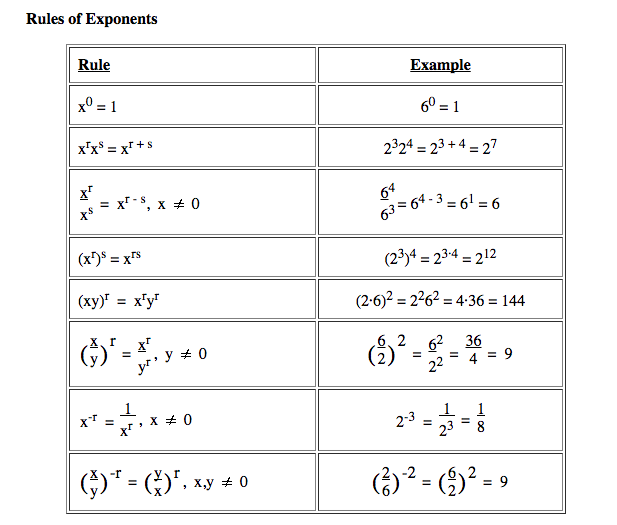 Rules of Exponents
Rule Example
x⁰ = 1 6⁰ = 1
xʳxˢ = xʳ⁺ˢ 2³2⁴ = 2³⁺⁴ = 2⁷
xʳ/xˢ = xʳ⁻ˢ, x ≠ 0 6⁴/6³ = 6⁴⁻³ = 6¹ = 6
(xʳ)ˢ = xʳˢ (2³)⁴ = 2³·⁴ = 2¹²
(xy)ʳ = xʳyʳ (2·6)² = 2²6² = 4·36 = 144
(x/y)ʳ = xʳ/yʳ, y ≠ 0 (6/2)² = 6²/2² = 36/4 = 9
x⁻ʳ = 1/xʳ, x ≠ 0 2⁻³ = 1/2³ = 1/8
(x/y)⁻ʳ = (y/x)ʳ, x,y ≠ 0 (2/6)⁻² = (6/2)² = 9